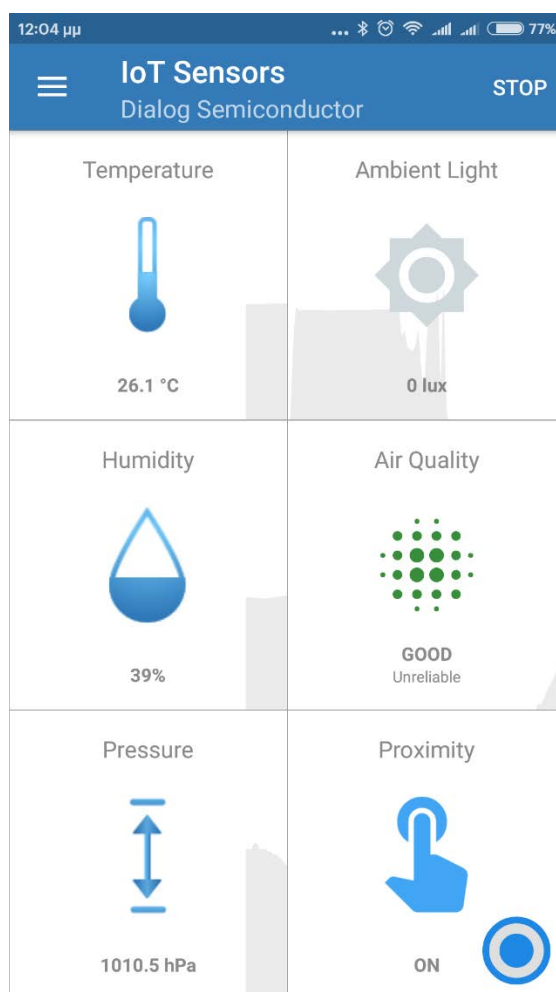 12:04 μμ
... 77%
IoT Sensors
STOP
Dialog Semiconductor
Temperature
Ambient Light
26.1 °C
0 lux
Humidity
Air Quality
39%
GOOD
Unreliable
Pressure
Proximity
1010.5 hPa
ON